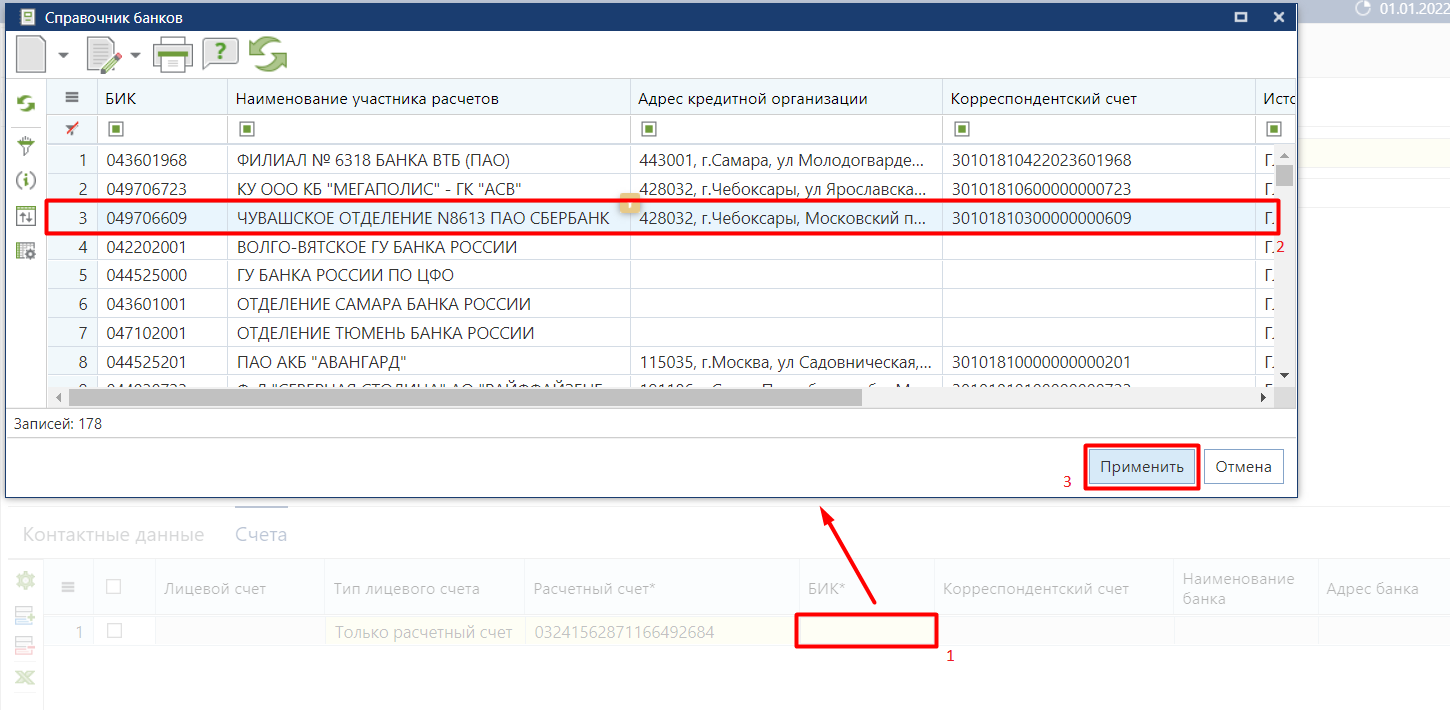 Справочник банков
01.01.2022
БИК Наименование участника расчетов Адрес кредитной организации Корреспондентский счет Исто
1 043601968 ФИЛИАЛ № 6318 БАНКА ВТБ (ПАО) 443001, г.Самара, ул Молодогварде... 30101810422023601968 Г.
2 049706723 КУ ООО КБ "МЕГАПОЛИС" - ГК "АСВ" 428032, г.Чебоксары, ул Ярославска... 30101810600000000723 Г.
3 049706609 ЧУВАШСКОЕ ОТДЕЛЕНИЕ N8613 ПАО СБЕРБАНК 428032, г.Чебоксары, Московский п... 30101810300000000609 Г.
2
4 042202001 ВОЛГО-ВЯТСКОЕ ГУ БАНКА РОССИИ Г.
5 044525000 ГУ БАНКА РОССИИ ПО ЦФО Г.
6 043601001 ОТДЕЛЕНИЕ САМАРА БАНКА РОССИИ Г.
7 047102001 ОТДЕЛЕНИЕ ТЮМЕНЬ БАНКА РОССИИ Г.
8 044525201 ПАО АКБ "АВАНГАРД" 115035, г.Москва, ул Садовническая,... 30101810000000000201 Г.
Записей: 178
3 Применить Отмена
Контактные данные Счета
Лицевой счет Тип лицевого счета Расчетный счет* БИК* Корреспондентский счет Наименование банка Адрес банка
1 Только расчетный счет 03241562871166492684
1